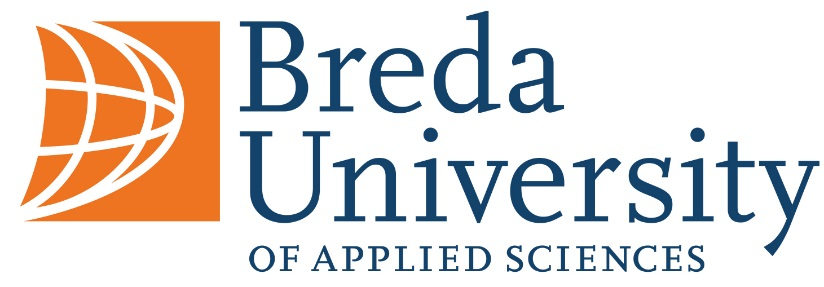 Breda
University
OF APPLIED SCIENCES